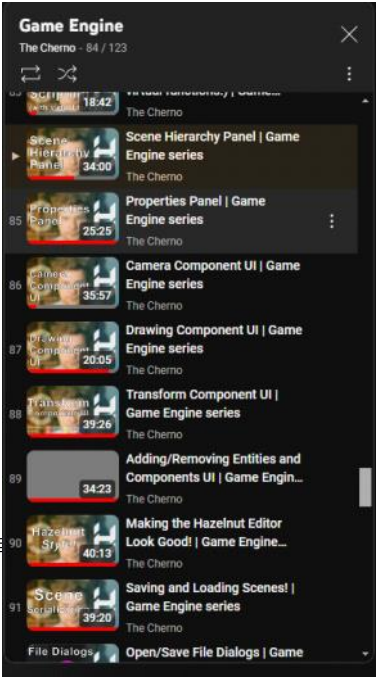 Game Engine
The Cherno - 84 / 123
18:42
The Cherno
Scene
Hierarchy
Panel
34:00
Scene Hierarchy Panel | Game
Engine series
The Cherno
85
Properties
Panel
25:25
Properties Panel | Game
Engine series
The Cherno
86
Camera
Component
UI
35:57
Camera Component UI | Game
Engine series
The Cherno
87
Drawing
Component
UI
20:05
Drawing Component UI | Game
Engine series
The Cherno
88
Transform
Component UI
39:26
Transform Component UI |
Game Engine series
The Cherno
89
34:23
Adding/Removing Entities and
Components UI | Game Engin...
The Cherno
90
Hazelnut
Style!
40:13
Making the Hazelnut Editor
Look Good! | Game Engine...
The Cherno
91
Scene
39:20
Saving and Loading Scenes! |
Game Engine series
The Cherno
File Dialogs
Open/Save File Dialogs | Game